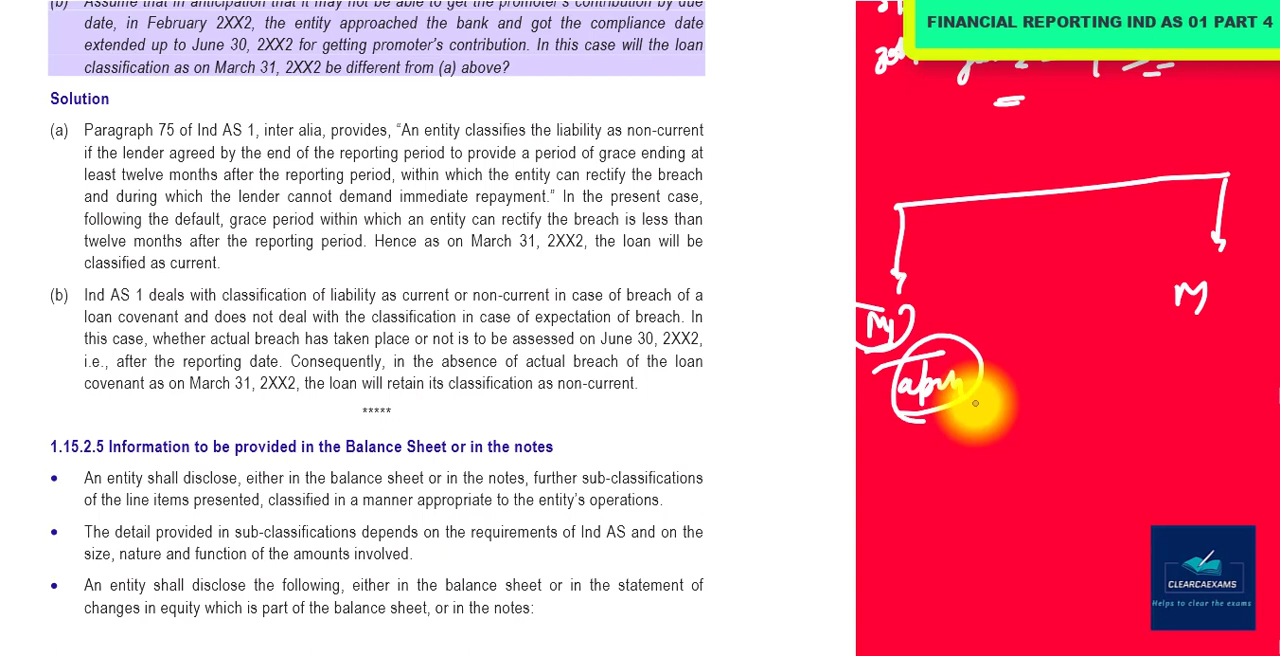 (b) Assume that in anticipation that it may not be able to get the promoter's contribution by due
date, in February 2XX2, the entity approached the bank and got the compliance date
extended up to June 30, 2XX2 for getting promoter's contribution. In this case will the loan
classification as on March 31, 2XX2 be different from (a) above?
Solution
(a) Paragraph 75 of Ind AS 1, inter alia, provides, “An entity classifies the liability as non-current
if the lender agreed by the end of the reporting period to provide a period of grace ending at
least twelve months after the reporting period, within which the entity can rectify the breach
and during which the lender cannot demand immediate repayment.” In the present case,
following the default, grace period within which an entity can rectify the breach is less than
twelve months after the reporting period. Hence as on March 31, 2XX2, the loan will be
classified as current.
(b) Ind AS 1 deals with classification of liability as current or non-current in case of breach of a
loan covenant and does not deal with the classification in case of expectation of breach. In
this case, whether actual breach has taken place or not is to be assessed on June 30, 2XX2,
i.e., after the reporting date. Consequently, in the absence of actual breach of the loan
covenant as on March 31, 2XX2, the loan will retain its classification as non-current.
*****
1.15.2.5 Information to be provided in the Balance Sheet or in the notes
• An entity shall disclose, either in the balance sheet or in the notes, further sub-classifications
of the line items presented, classified in a manner appropriate to the entity's operations.
• The detail provided in sub-classifications depends on the requirements of Ind AS and on the
size, nature and function of the amounts involved.
• An entity shall disclose the following, either in the balance sheet or in the statement of
changes in equity which is part of the balance sheet, or in the notes:
FINANCIAL REPORTING IND AS 01 PART 4
M
CLEARCAEXAMS
Helps to clear the exams